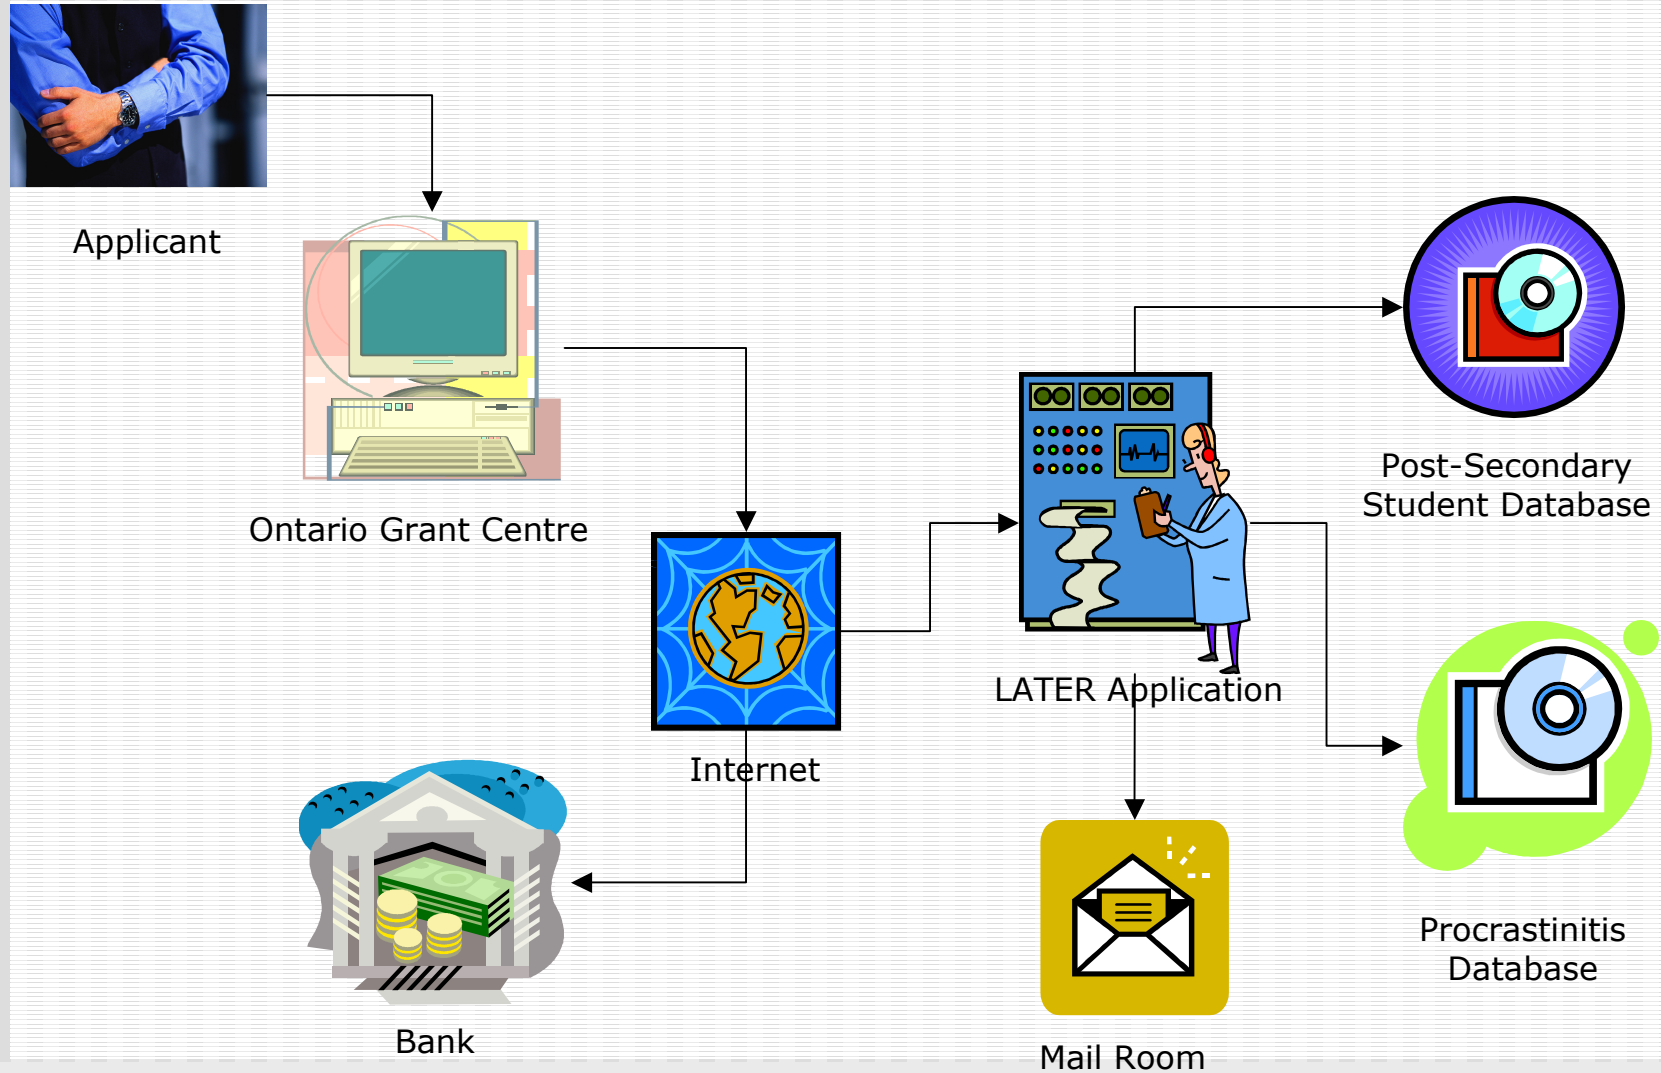 Applicant
Ontario Grant Centre
Post-Secondary
Student Database
LATER Application
Internet
Procrastinitis
Database
Bank
Mail Room